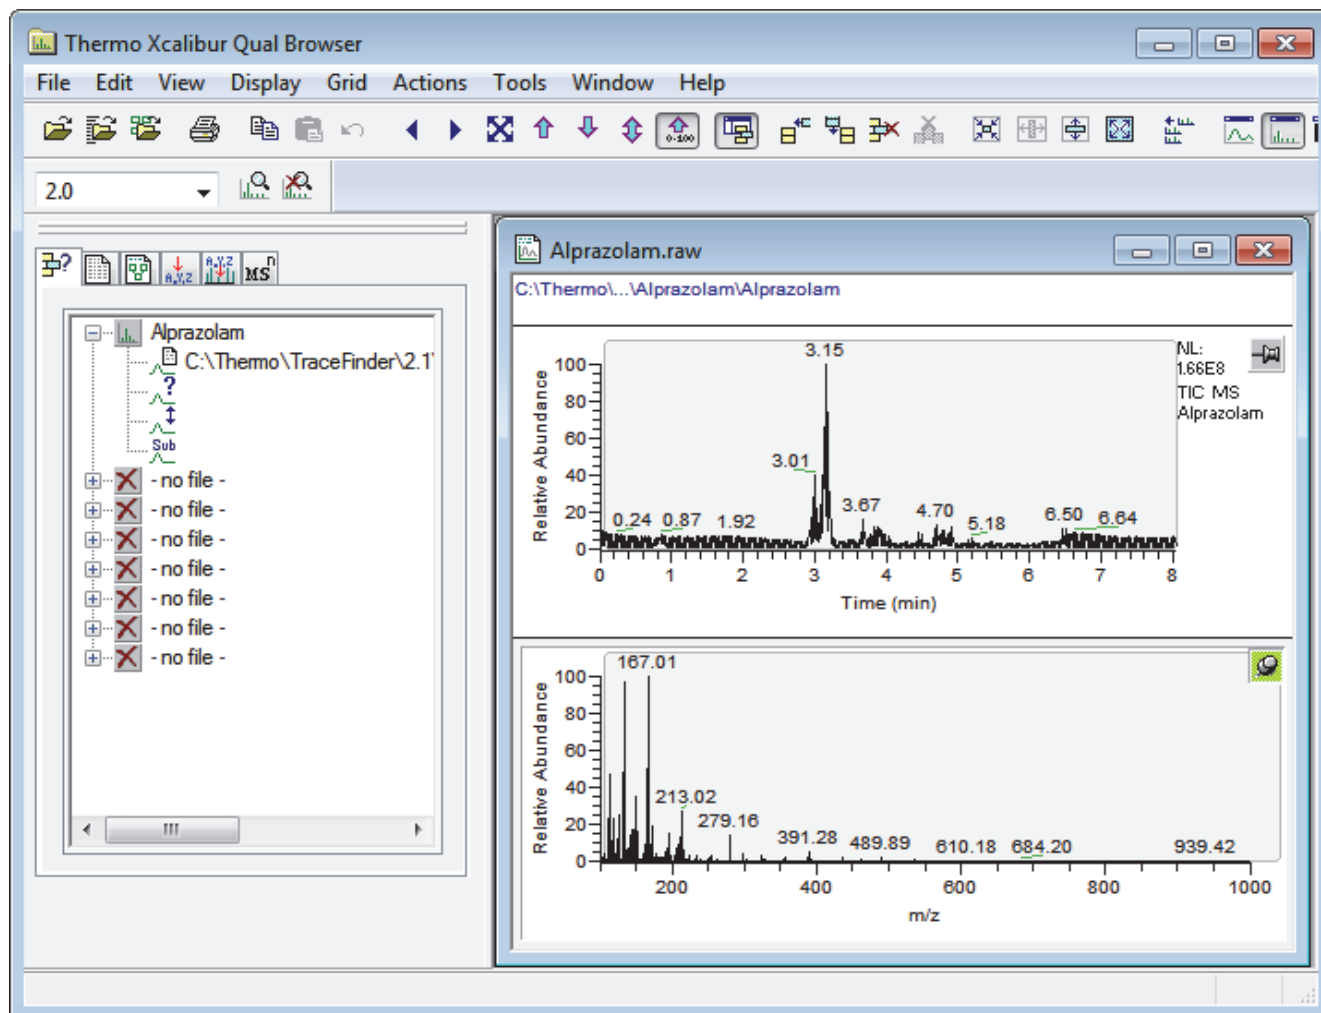 Thermo Xcalibur Qual Browser
File Edit View Display Grid Actions Tools Window Help
0-100
2.0
? A,Y,Z A,Y,Z MSⁿ
Alprazolam
C:\Thermo\TraceFinder\2.1
?
Sub
- no file -
- no file -
- no file -
- no file -
- no file -
- no file -
- no file -
Alprazolam.raw
C:\Thermo\...\Alprazolam\Alprazolam
NL:
1.66E8
TIC MS
Alprazolam
Relative Abundance
100
80
60
40
20
0
3.15
3.01
3.67
0.24 0.87 1.92 4.70 5.18 6.50 6.64
0 1 2 3 4 5 6 7 8
Time (min)
Relative Abundance
100
80
60
40
20
0
167.01
213.02
279.16
391.28 489.89 610.18 684.20 939.42
200 400 600 800 1000
m/z